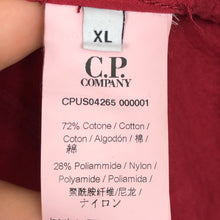 XL
C.P.
COMPANY
CPUS04265 000001
72% Cotone / Cotton /
Coton / Algodón / 棉 /
綿
28% Poliammide / Nylon /
Polyamide / Poliamida /
聚酰胺纤维/尼龙 /
ナイロン